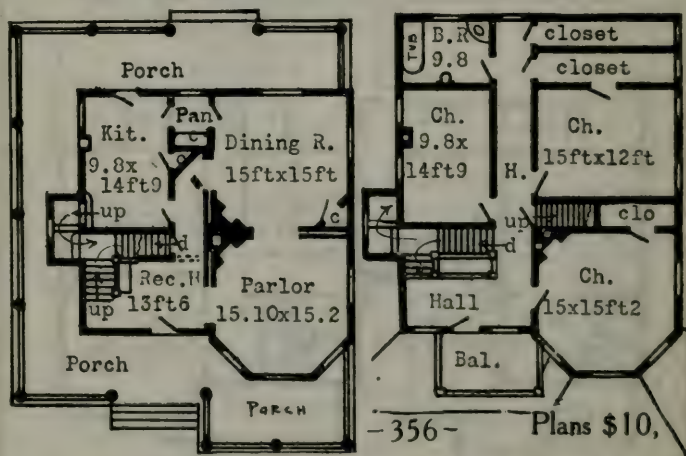 Porch
Kit.
9.8x
14ft9
Pan
c
Dining R.
15ftx15ft
c
up
d
Rec.H
13ft6
up
Parlor
15.10x15.2
Porch
PORCH
Tub
B.R
9.8
closet
closet
Ch.
9.8x
14ft9
H.
Ch.
15ftx12ft
up
clo
d
Hall
Ch.
15x15ft2
Bal.
-356-
Plans $10,